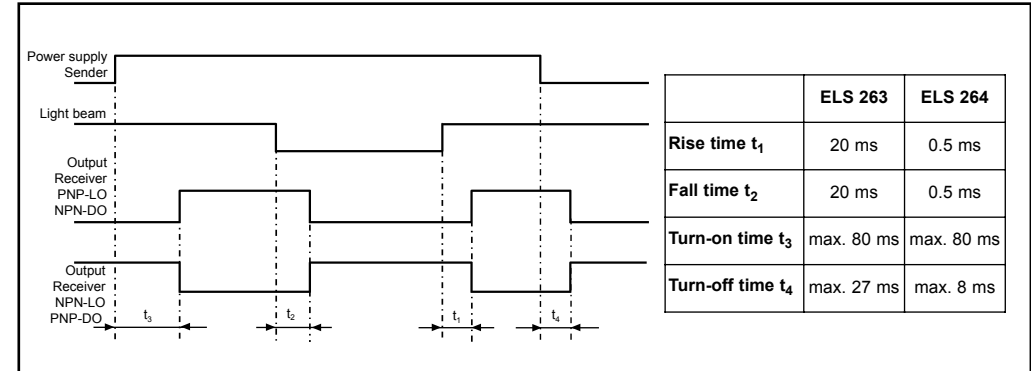 Power supply
Sender
Light beam
Output
Receiver
PNP-LO
NPN-DO
Output
Receiver
NPN-LO
PNP-DO
t3 t2 t1 t4
ELS 263 ELS 264
Rise time t1 20 ms 0.5 ms
Fall time t2 20 ms 0.5 ms
Turn-on time t3 max. 80 ms max. 80 ms
Turn-off time t4 max. 27 ms max. 8 ms